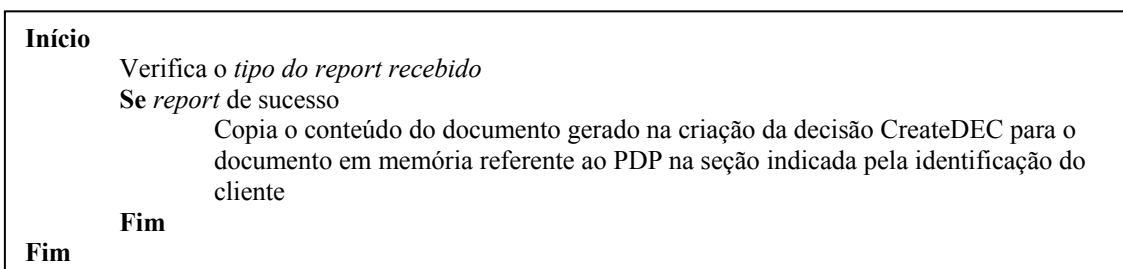 Início
Verifica o tipo do report recebido
Se report de sucesso
Copia o conteúdo do documento gerado na criação da decisão CreateDEC para o
documento em memória referente ao PDP na seção indicada pela identificação do
cliente
Fim
Fim